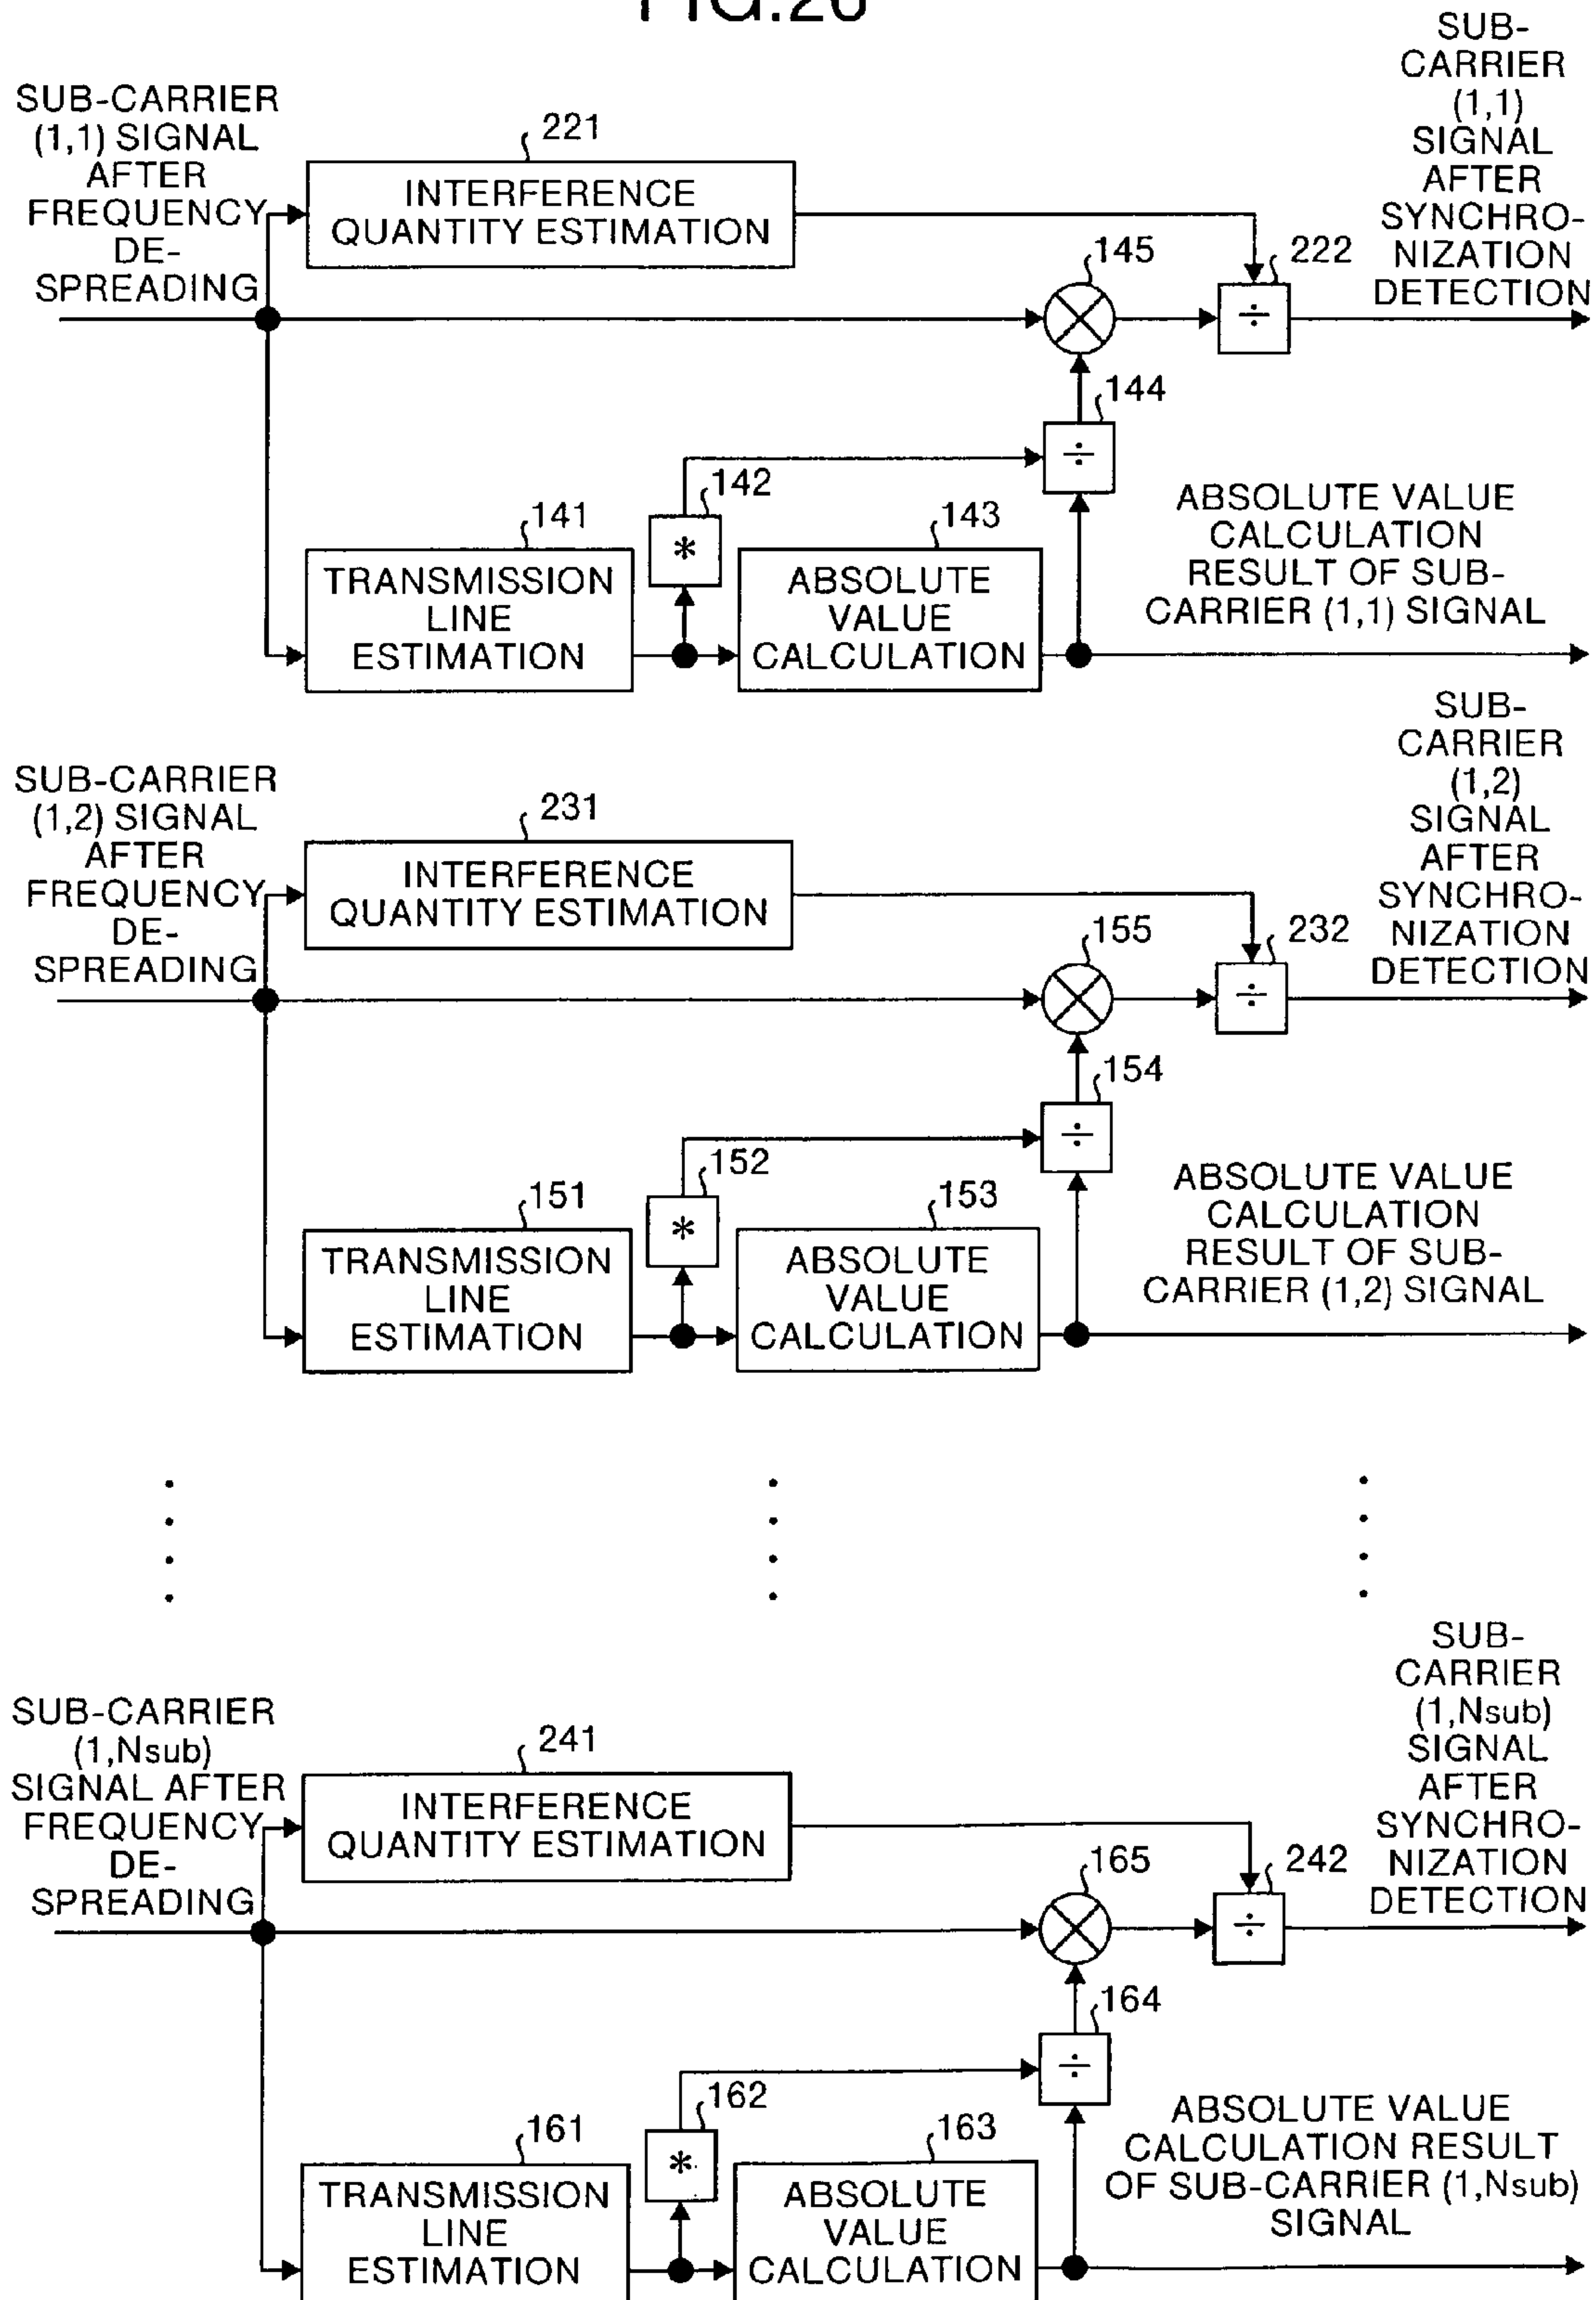 FIG.26
SUB-CARRIER
(1,1) SIGNAL
AFTER
FREQUENCY
DE-
SPREADING
221
INTERFERENCE
QUANTITY ESTIMATION
145
222
÷
SUB-
CARRIER
(1,1)
SIGNAL
AFTER
SYNCHRO-
NIZATION
DETECTION
144
÷
142
*
141
TRANSMISSION
LINE
ESTIMATION
143
ABSOLUTE
VALUE
CALCULATION
ABSOLUTE VALUE
CALCULATION
RESULT OF SUB-
CARRIER (1,1) SIGNAL
SUB-CARRIER
(1,2) SIGNAL
AFTER
FREQUENCY
DE-
SPREADING
231
INTERFERENCE
QUANTITY ESTIMATION
155
232
÷
SUB-
CARRIER
(1,2)
SIGNAL
AFTER
SYNCHRO-
NIZATION
DETECTION
154
÷
152
*
151
TRANSMISSION
LINE
ESTIMATION
153
ABSOLUTE
VALUE
CALCULATION
ABSOLUTE VALUE
CALCULATION
RESULT OF SUB-
CARRIER (1,2) SIGNAL
SUB-CARRIER
(1,Nsub)
SIGNAL AFTER
FREQUENCY
DE-
SPREADING
241
INTERFERENCE
QUANTITY ESTIMATION
165
242
÷
SUB-
CARRIER
(1,Nsub)
SIGNAL
AFTER
SYNCHRO-
NIZATION
DETECTION
164
÷
162
*
161
TRANSMISSION
LINE
ESTIMATION
163
ABSOLUTE
VALUE
CALCULATION
ABSOLUTE VALUE
CALCULATION RESULT
OF SUB-CARRIER (1,Nsub)
SIGNAL